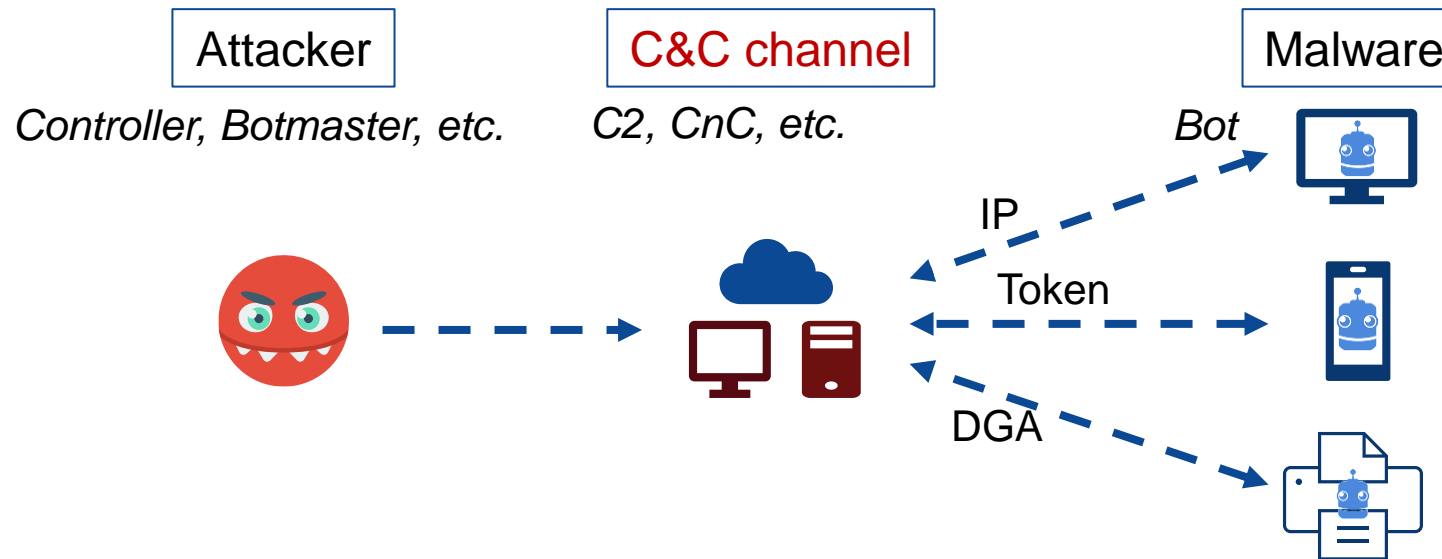 Attacker
C&C channel
Malware
Controller, Botmaster, etc.
C2, CnC, etc.
Bot
IP
Token
DGA